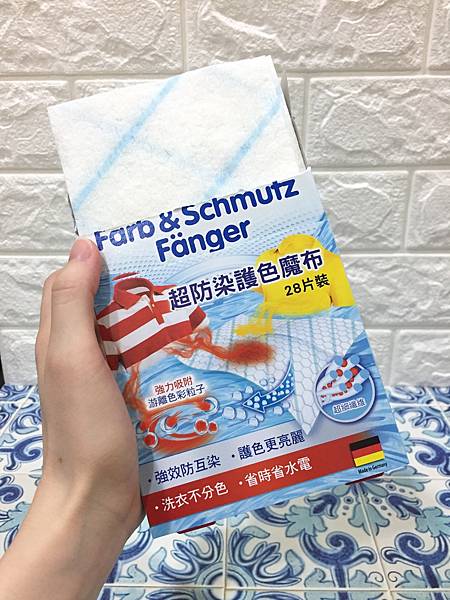 Farb & Schmutz
Fänger
超防染護色魔布
28片裝
強力吸附
游離色彩粒子
超細纖維
·強效防互染 ·護色更亮麗
·洗衣不分色 ·省時省水電
Made in Germany